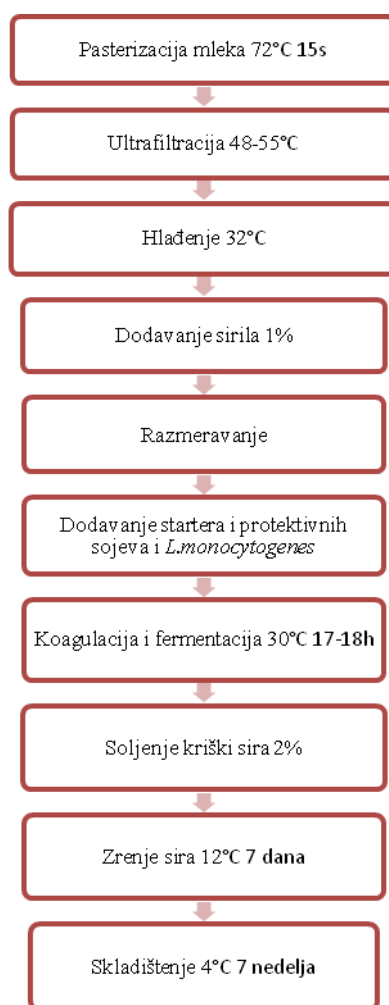 Pasterizacija mleka 72°C 15s
Ultrafiltracija 48-55°C
Hlađenje 32°C
Dodavanje sirila 1%
Razmeravanje
Dodavanje startera i protektivnih
sojeva i L.monocytogenes
Koagulacija i fermentacija 30°C 17-18h
Soljenje kriški sira 2%
Zrenje sira 12°C 7 dana
Skladištenje 4°C 7 nedelja